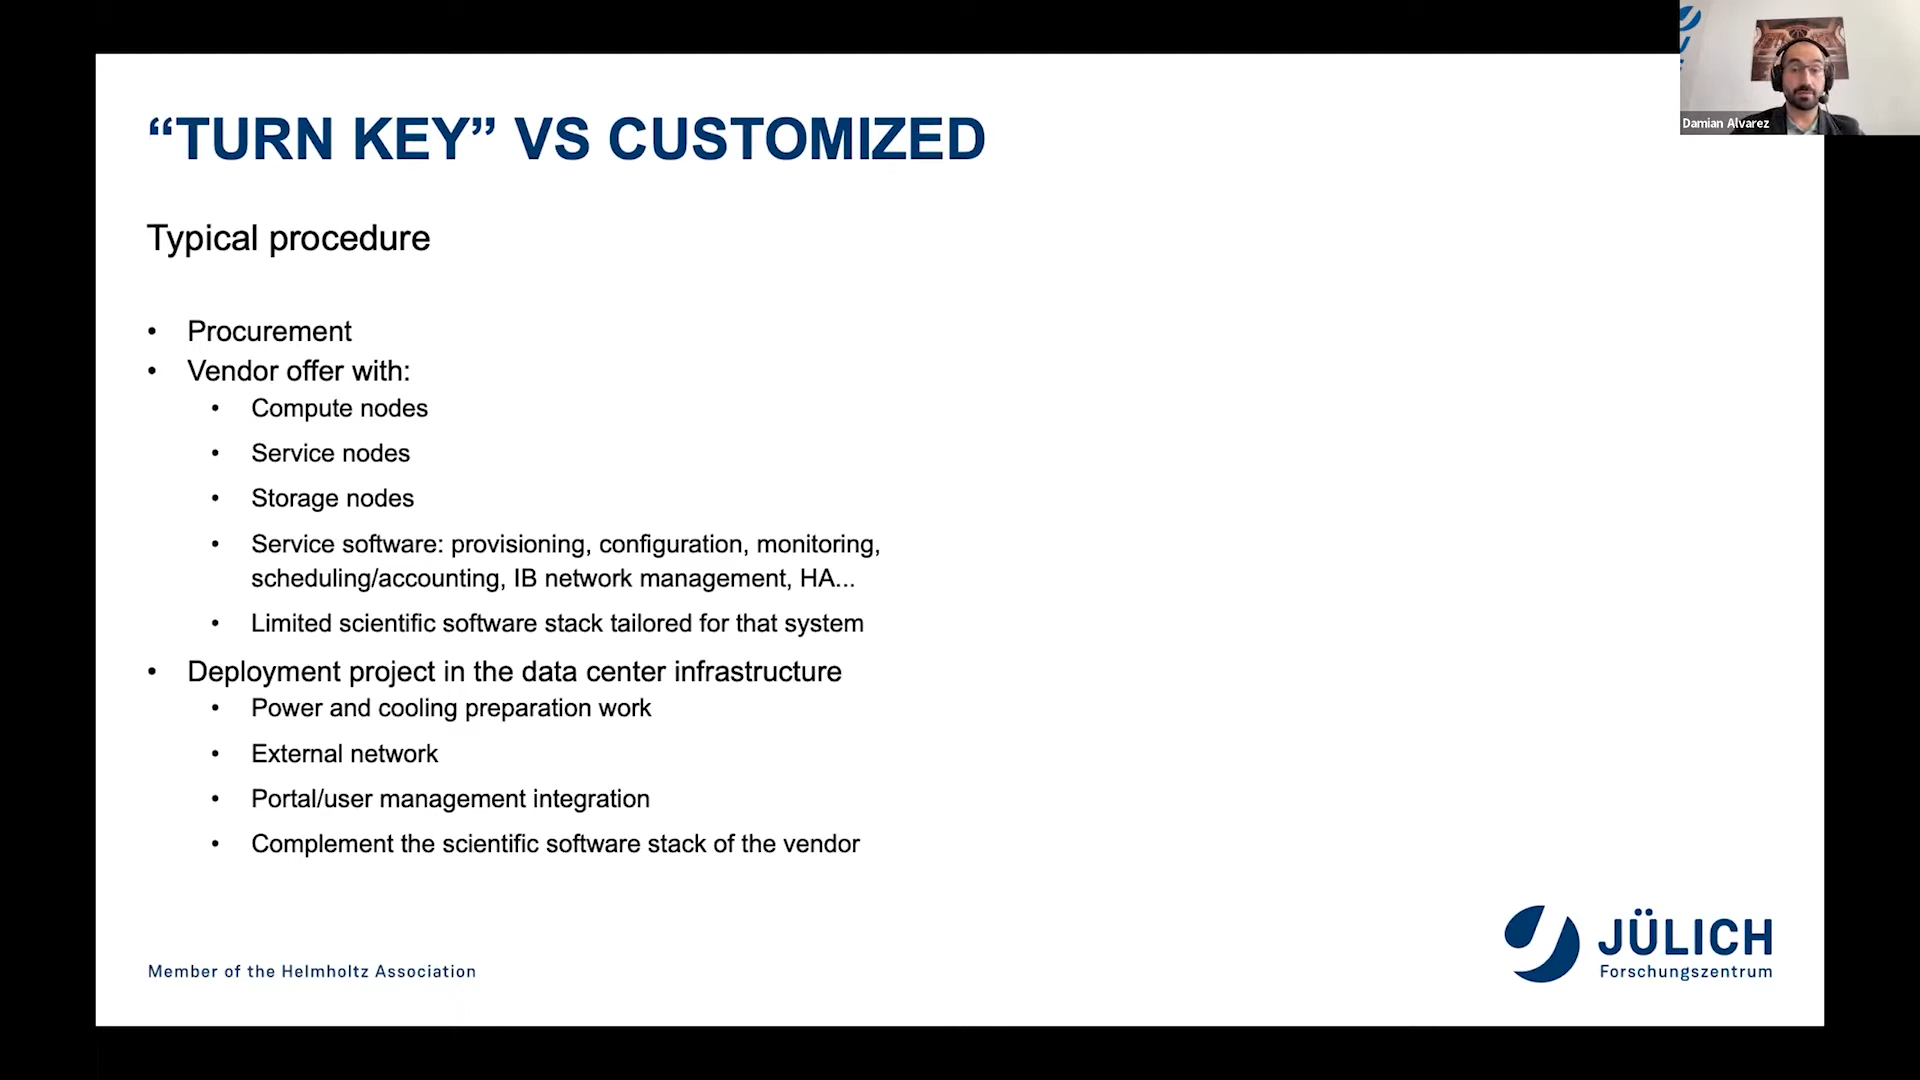 Damian Alvarez
“TURN KEY” VS CUSTOMIZED
Typical procedure
• Procurement
• Vendor offer with:
• Compute nodes
• Service nodes
• Storage nodes
• Service software: provisioning, configuration, monitoring,
scheduling/accounting, IB network management, HA...
• Limited scientific software stack tailored for that system
• Deployment project in the data center infrastructure
• Power and cooling preparation work
• External network
• Portal/user management integration
• Complement the scientific software stack of the vendor
Member of the Helmholtz Association
JÜLICH
Forschungszentrum